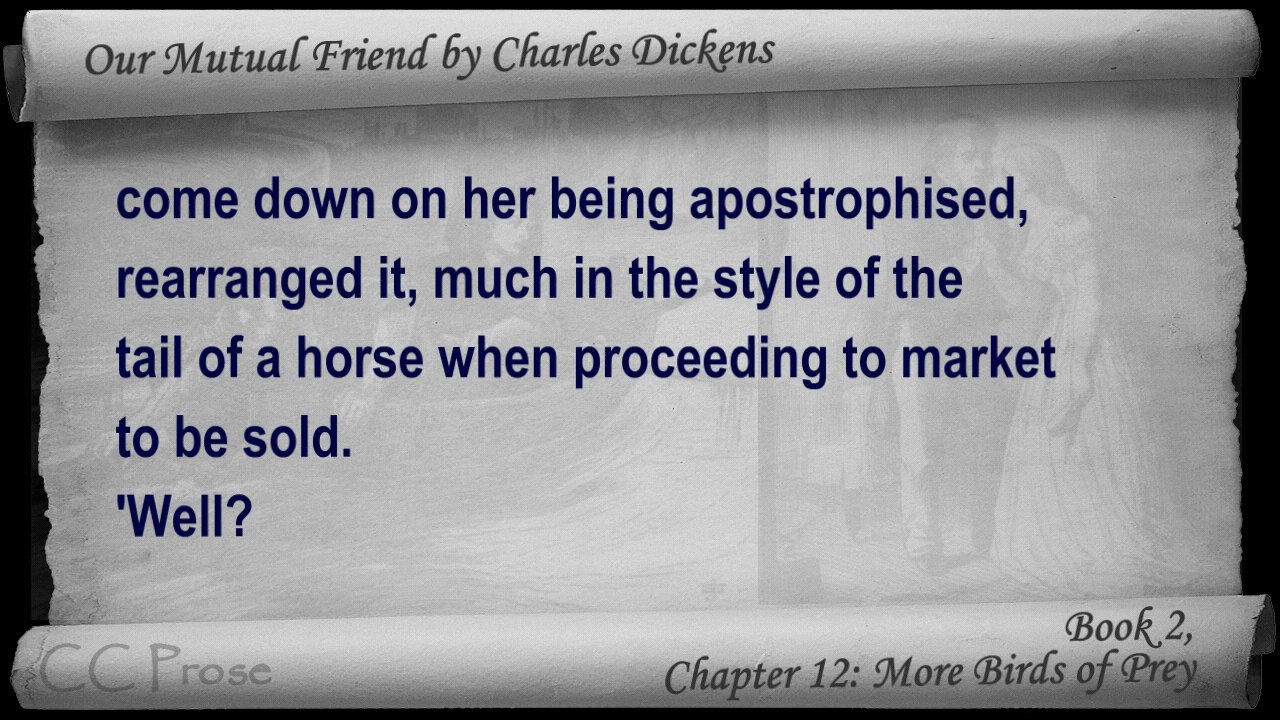 Our Mutual Friend by Charles Dickens
come down on her being apostrophised,
rearranged it, much in the style of the
tail of a horse when proceeding to market
to be sold.
'Well?
CC Prose
Book 2,
Chapter 12: More Birds of Prey